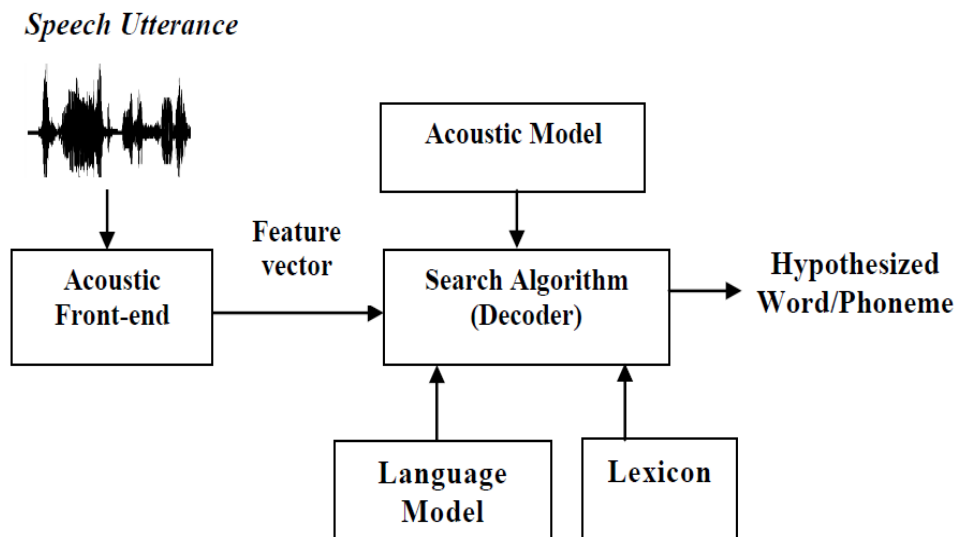 Speech Utterance
Acoustic Model
Feature
vector
Acoustic
Front-end
Search Algorithm
(Decoder)
Hypothesized
Word/Phoneme
Language
Model
Lexicon